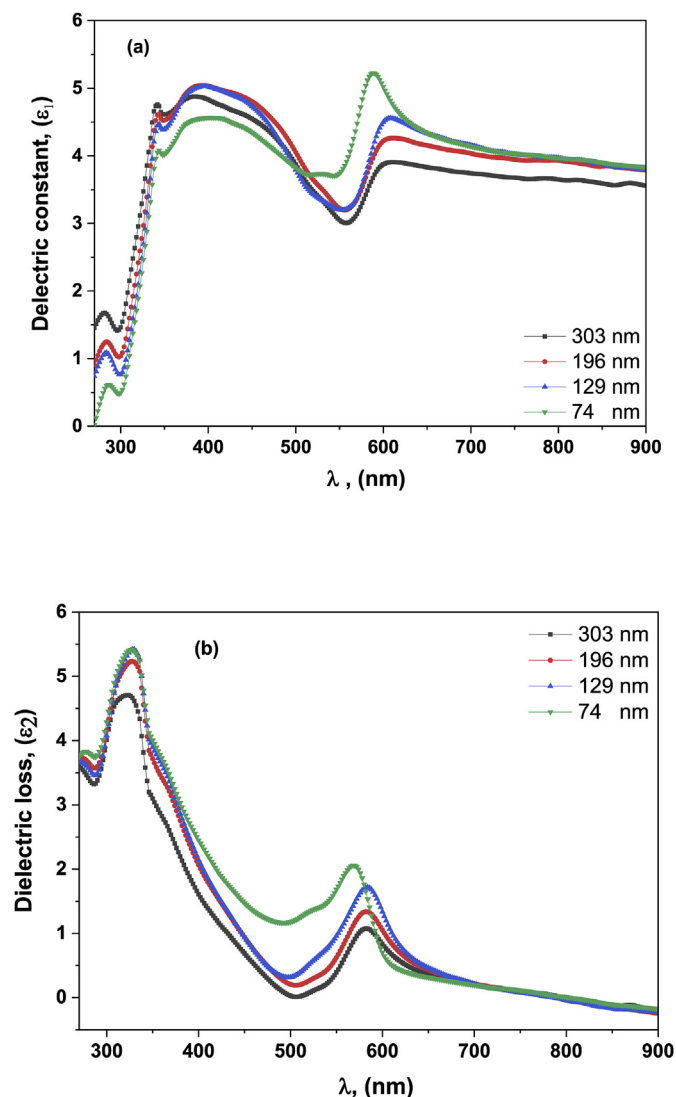 6
(a)
5
4
3
2
1
0
Delectric constant, (ε₁)
303 nm
196 nm
129 nm
74 nm
300 400 500 600 700 800 900
λ , (nm)
6
(b)
5
4
3
2
1
0
Dielectric loss, (ε2)
303 nm
196 nm
129 nm
74 nm
300 400 500 600 700 800 900
λ, (nm)